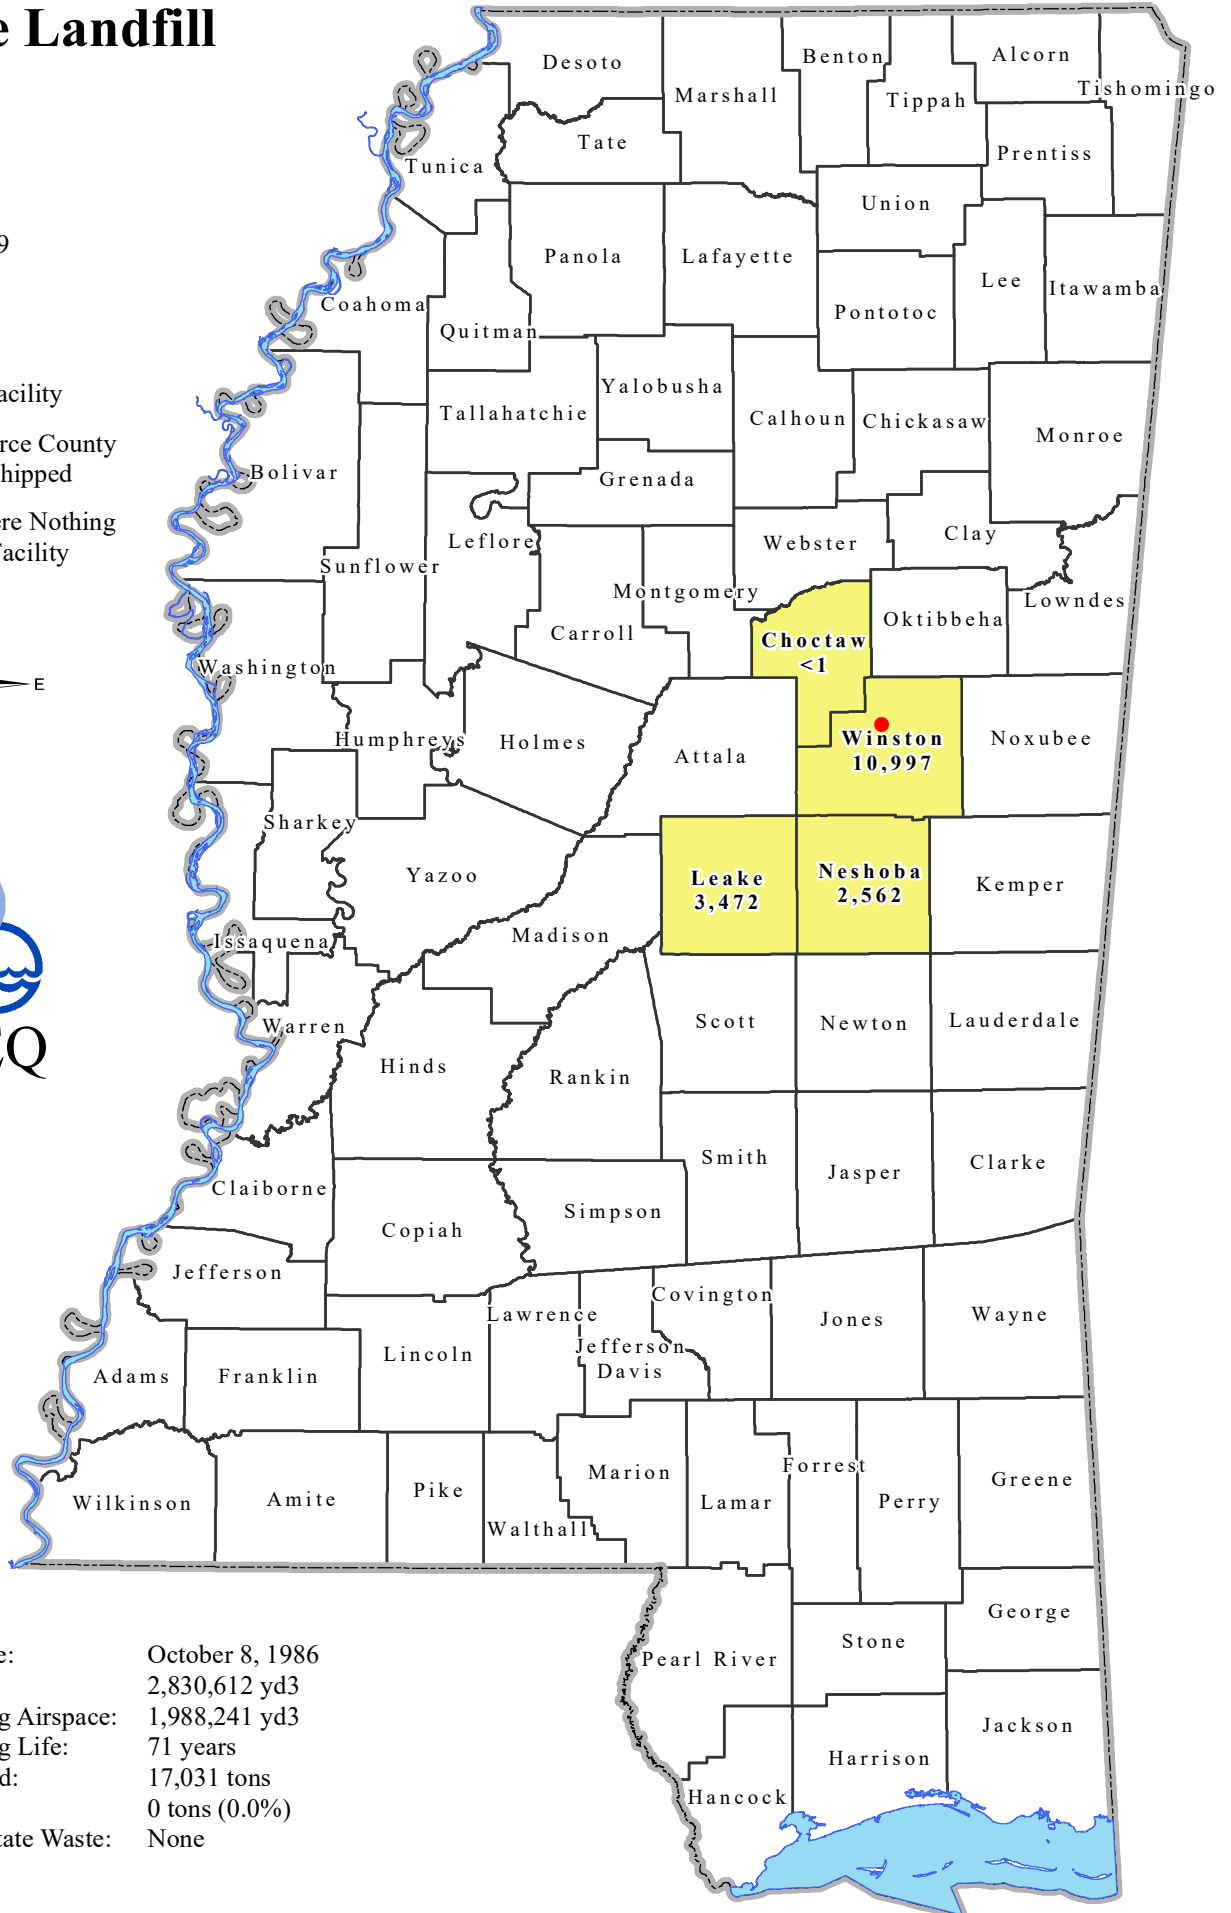 e Landfill
Desoto
Benton
Alcorn
Marshall
Tippah
Tishomingo
Tate
Prentiss
Tunica
Union
9
Panola
Lafayette
Lee
Itawamba
Coahoma
Pontotoc
Quitman
acility
Yalobusha
Tallahatchie
Calhoun
Chickasaw
Monroe
rce County
hipped
Bolivar
Grenada
ere Nothing
Facility
Leflore
Webster
Clay
Sunflower
Montgomery
Lowndes
Oktibbeha
Carroll
Choctaw
<1
Washington
E
Humphreys
Holmes
Attala
Winston
10,997
Noxubee
Sharkey
Yazoo
Leake
3,472
Neshoba
2,562
Kemper
Issaquena
Madison
Warren
Scott
Newton
Lauderdale
CQ
Hinds
Rankin
Smith
Jasper
Clarke
Claiborne
Copiah
Simpson
Jefferson
Covington
Lawrence
Jones
Wayne
Jefferson
Davis
Lincoln
Adams
Franklin
Marion
Forrest
Greene
Wilkinson
Amite
Pike
Lamar
Perry
Walthall
George
Stone
Pearl River
e: October 8, 1986
2,830,612 yd3
g Airspace: 1,988,241 yd3
g Life: 71 years
d: 17,031 tons
0 tons (0.0%)
tate Waste: None
Jackson
Harrison
Hancock